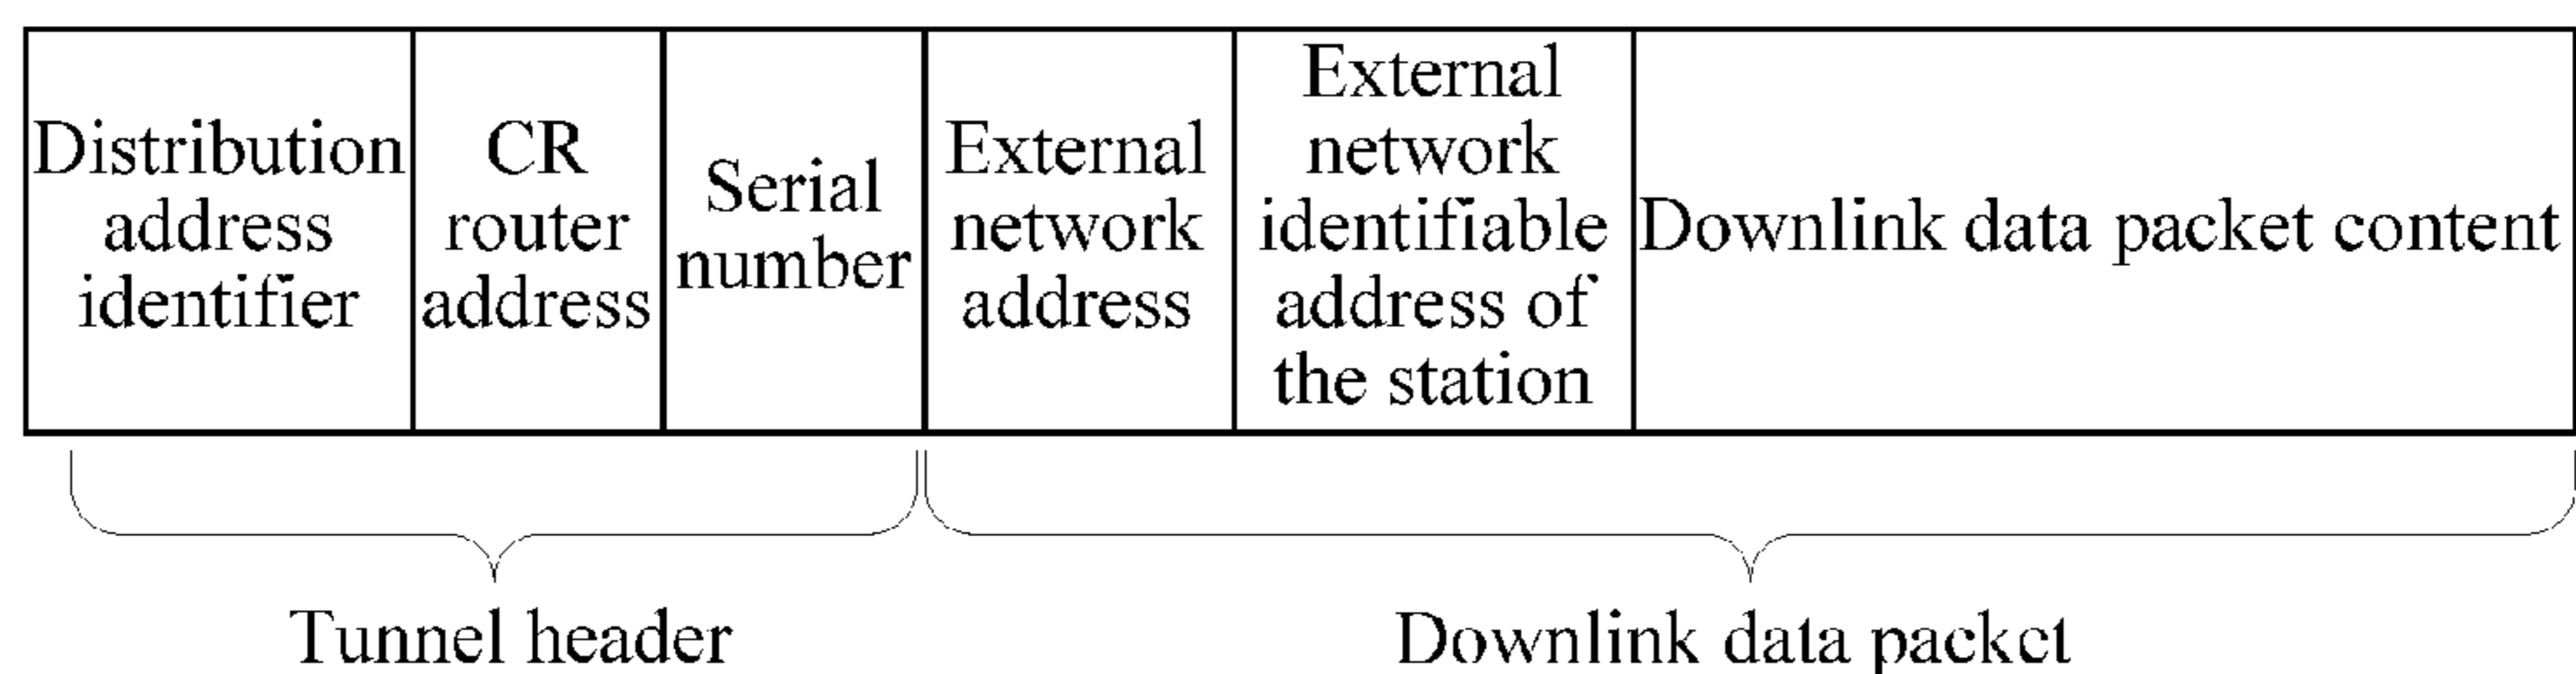 Distribution
address
identifier
CR
router
address
Serial
number
External
network
address
External
network
identifiable
address of
the station
Downlink data packet content
Tunnel header
Downlink data packet